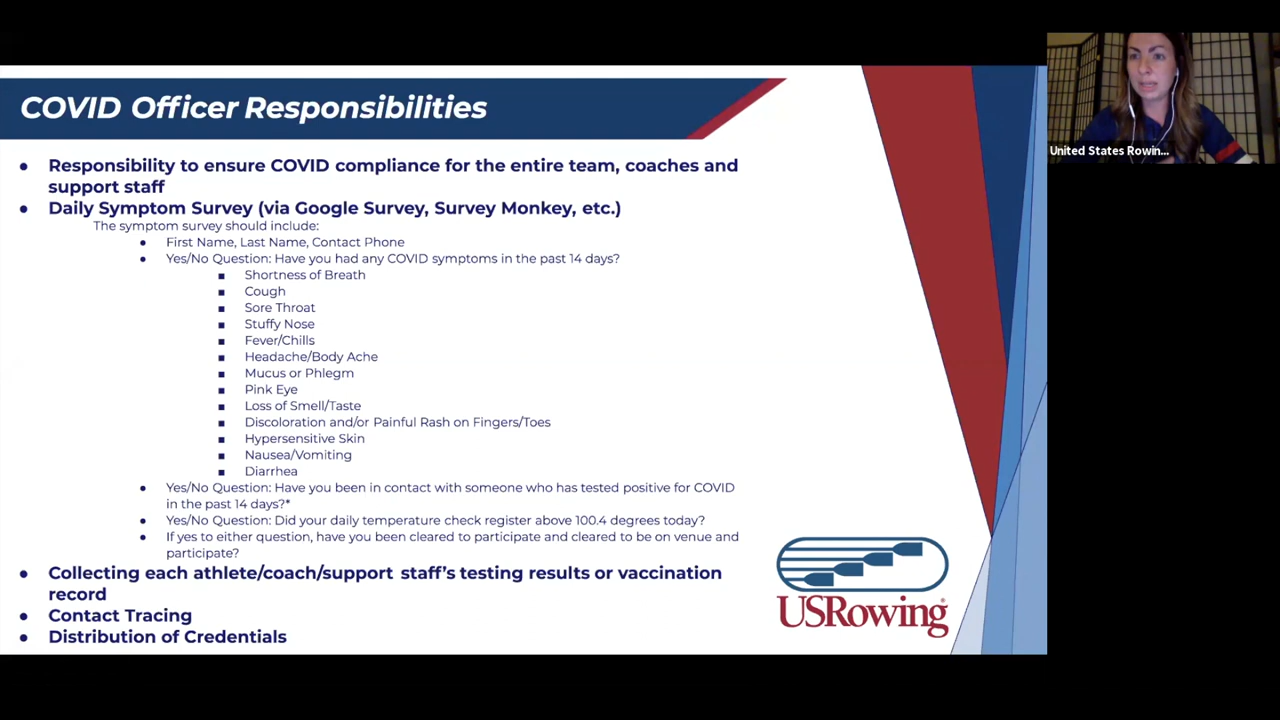 COVID Officer Responsibilities
● Responsibility to ensure COVID compliance for the entire team, coaches and
support staff
● Daily Symptom Survey (via Google Survey, Survey Monkey, etc.)
The symptom survey should include:
● First Name, Last Name, Contact Phone
● Yes/No Question: Have you had any COVID symptoms in the past 14 days?
■ Shortness of Breath
■ Cough
■ Sore Throat
■ Stuffy Nose
■ Fever/Chills
■ Headache/Body Ache
■ Mucus or Phlegm
■ Pink Eye
■ Loss of Smell/Taste
■ Discoloration and/or Painful Rash on Fingers/Toes
■ Hypersensitive Skin
■ Nausea/Vomiting
■ Diarrhea
● Yes/No Question: Have you been in contact with someone who has tested positive for COVID
in the past 14 days?*
● Yes/No Question: Did your daily temperature check register above 100.4 degrees today?
● If yes to either question, have you been cleared to participate and cleared to be on venue and
participate?
● Collecting each athlete/coach/support staff's testing results or vaccination
record
● Contact Tracing
● Distribution of Credentials
USRowing®
United States Rowin...